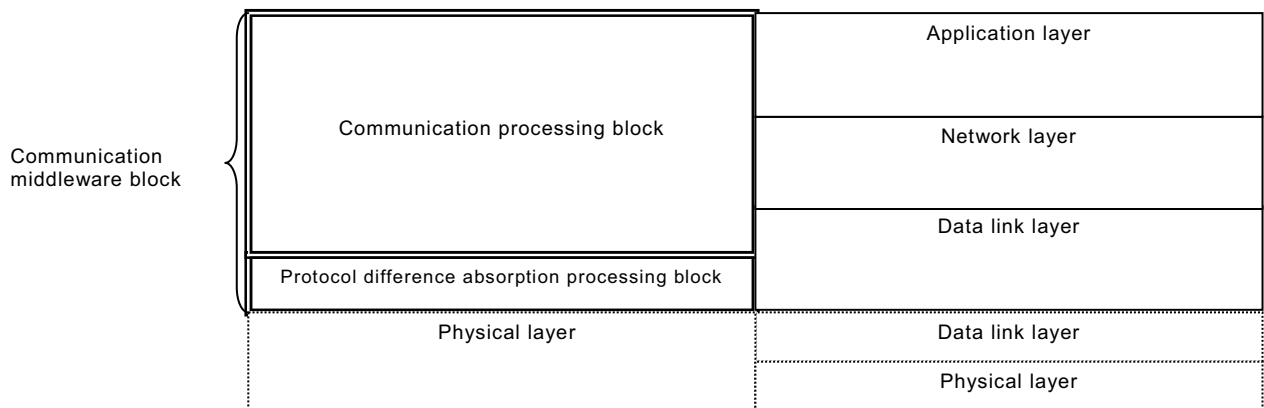 Communication
middleware block
Communication processing block
Protocol difference absorption processing block
Physical layer
Application layer
Network layer
Data link layer
Data link layer
Physical layer